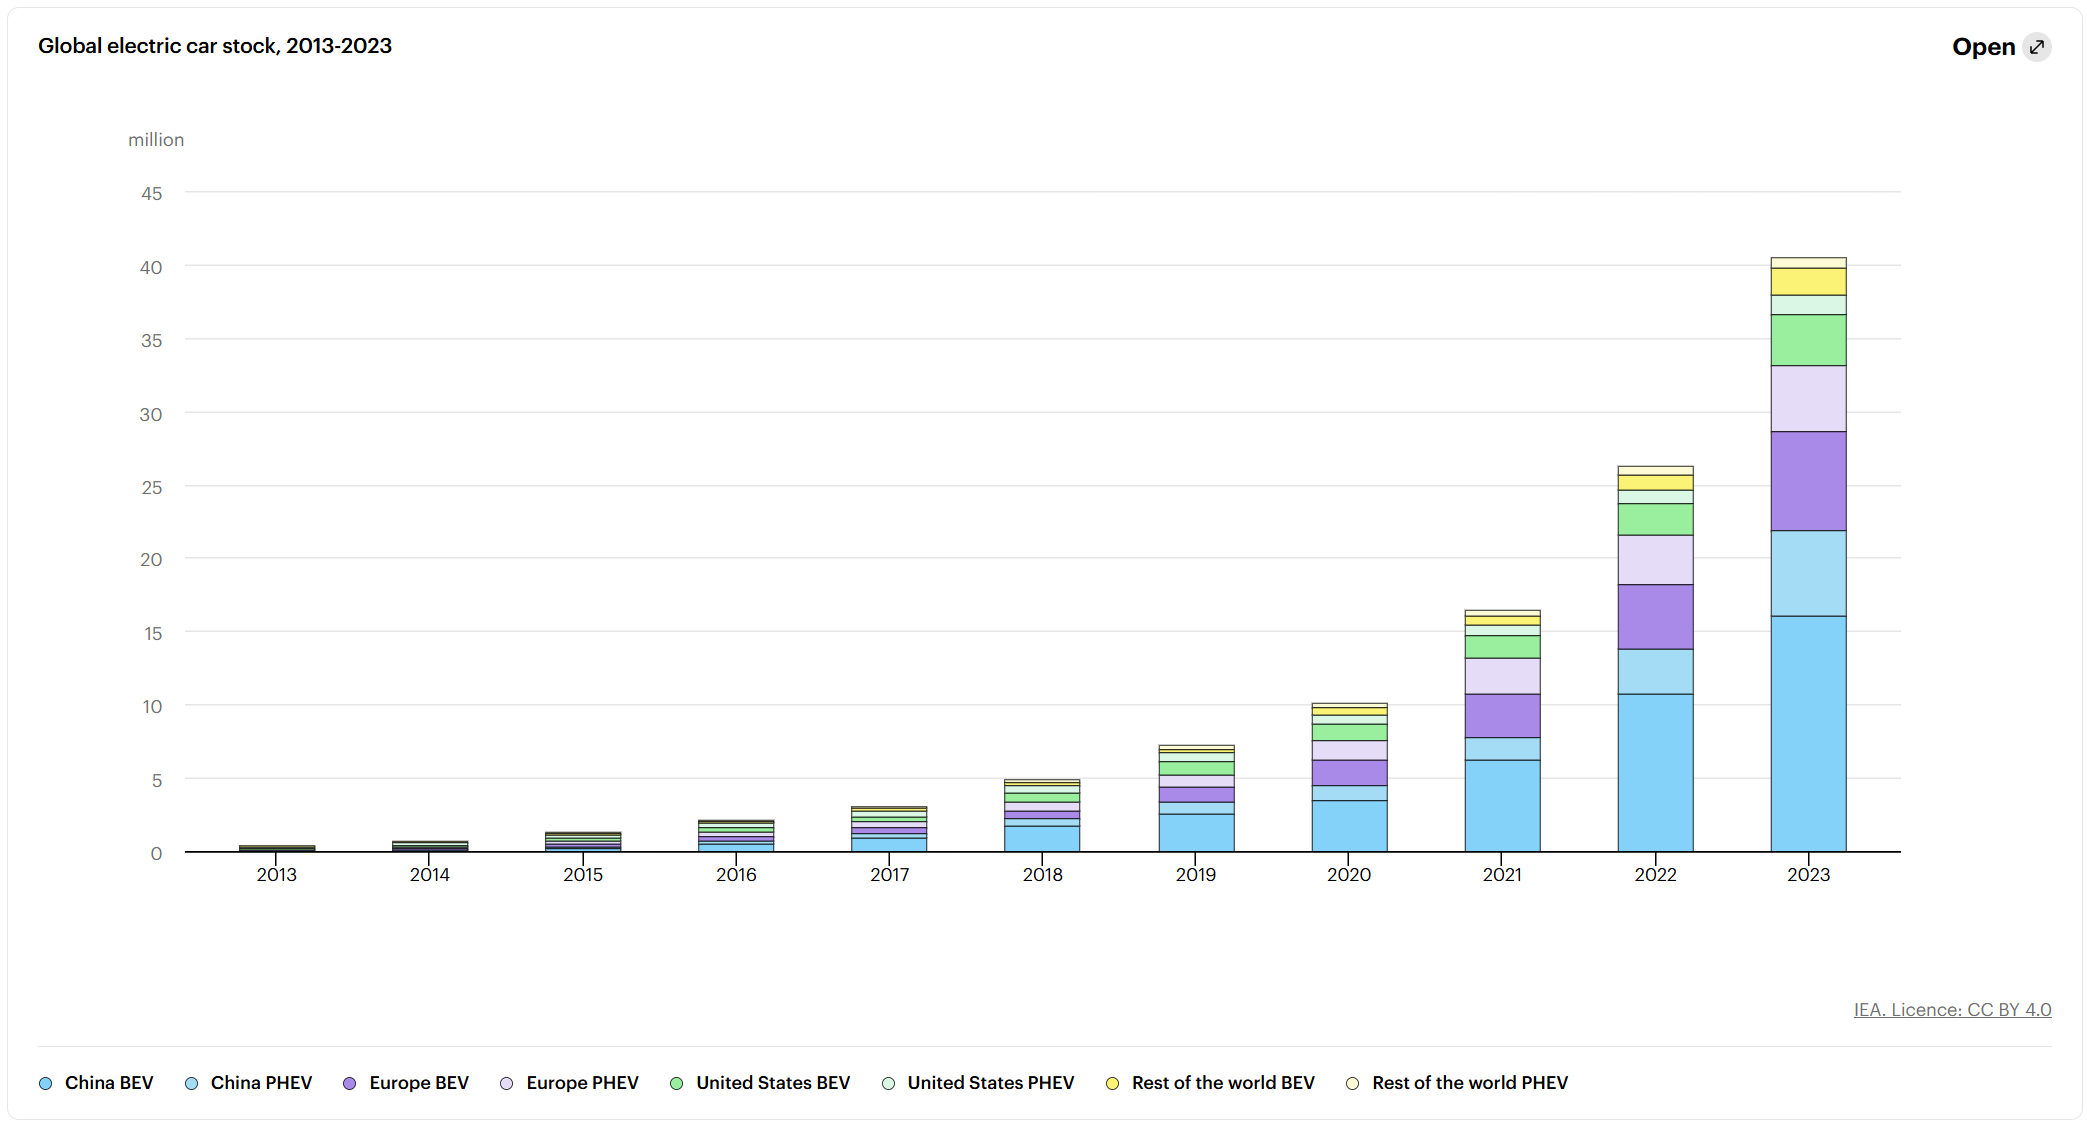 Global electric car stock, 2013-2023
Open
million
45
40
35
30
25
20
15
10
5
0
2013 2014 2015 2016 2017 2018 2019 2020 2021 2022 2023
IEA. Licence: CC BY 4.0
China BEV China PHEV Europe BEV Europe PHEV United States BEV United States PHEV Rest of the world BEV Rest of the world PHEV